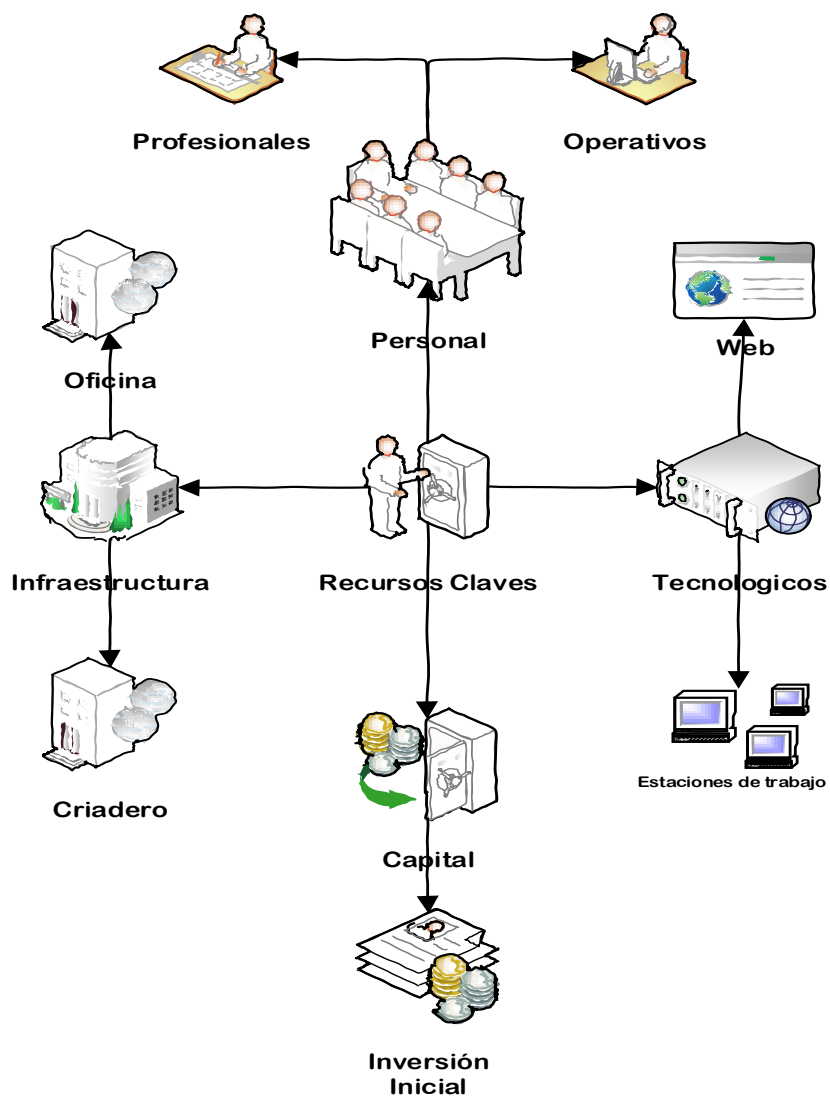 Profesionales
Operativos
Personal
Web
Oficina
Infraestructura
Recursos Claves
Tecnologicos
Estaciones de trabajo
Criadero
Capital
Inversión
Inicial